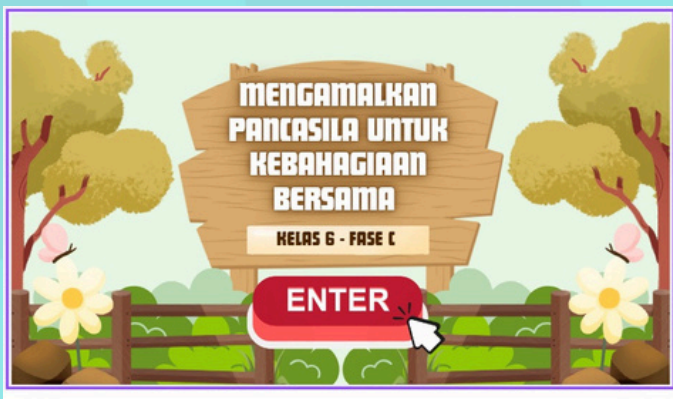 MENGAMALKAN
PANCASILA UNTUK
KEBAHAGIAAN
BERSAMA
KELAS 6 - FASE C
ENTER